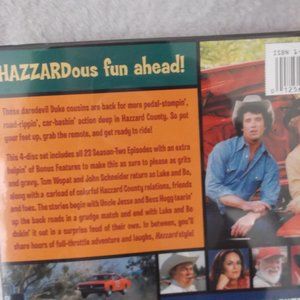 HAZZARDous fun ahead!
ISBN 1-
These daredevil Duke cousins are back for more pedal-stompin',
road-rippin', car-bashin' action deep in Hazzard County. So put
your feet up, grab the remote, and get ready to ride!
This 4-disc set includes all 23 Season Two Episodes with an extra
helpin' of Bonus Features to make this as sure to please as grits
and gravy. Tom Wopat and John Schneider return as Luke and Bo,
along with a carload of colorful Hazzard County relations, friends
and foes. The stories begin with Uncle Jesse and Boss Hogg tearin'
up the back roads in a grudge match and end with Luke and Bo
dukin' it out in a surprise feud of their own. In between, you'll
share hours of full-throttle adventure and laughs, Hazzard style!